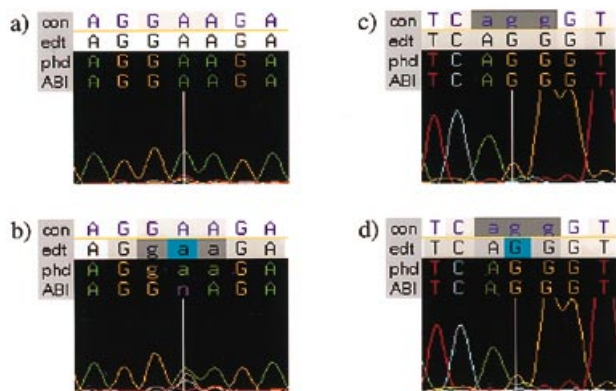 a)
con A G G A A G A
edt A G G A A G A
phd A G G A A G A
ABI A G G A A G A
b)
con A G G A A G A
edt A G g a a G A
phd A G g a a G A
ABI A G G n A G A
c)
con T C a g g G T
edt T C A G G G T
phd T C A G G G T
ABI T C A G G G T
d)
con T C a g g G T
edt T C A G G G T
phd T C A G G G T
ABI T C A G G G T